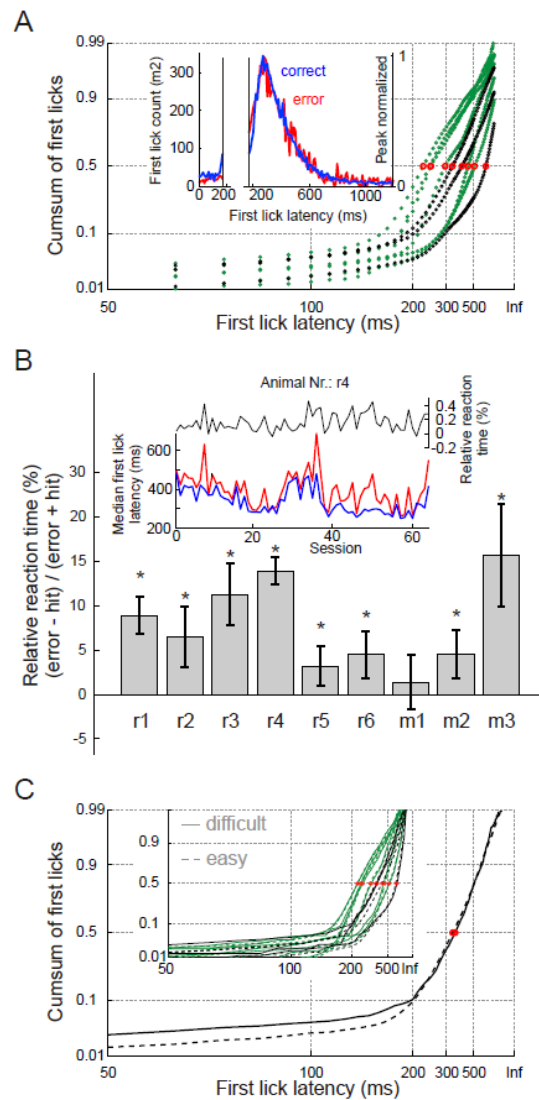 A
0.99
0.9
0.5
0.1
0.01
Cumsum of first licks
300
200
100
0
First lick count (m2)
correct
error
1
0
Peak normalized
0 200
200 600 1000
First lick latency (ms)
50 100 200 300 500 Inf
First lick latency (ms)
B
Animal Nr.: r4
0.4
0.2
-0.2
Relative reaction
time (%)
600
400
200
Median first lick
latency (ms)
0 20 40 60
Session
30
20
15
10
5
0
-5
Relative reaction time (%)
(error - hit) / (error + hit)
* * * * * * * *
r1 r2 r3 r4 r5 r6 m1 m2 m3
C
0.99
0.9
0.5
0.1
0.01
Cumsum of first licks
difficult
easy
0.9
0.5
0.1
0.01
50 100 200 500 Inf
50 100 200 300 500 Inf
First lick latency (ms)